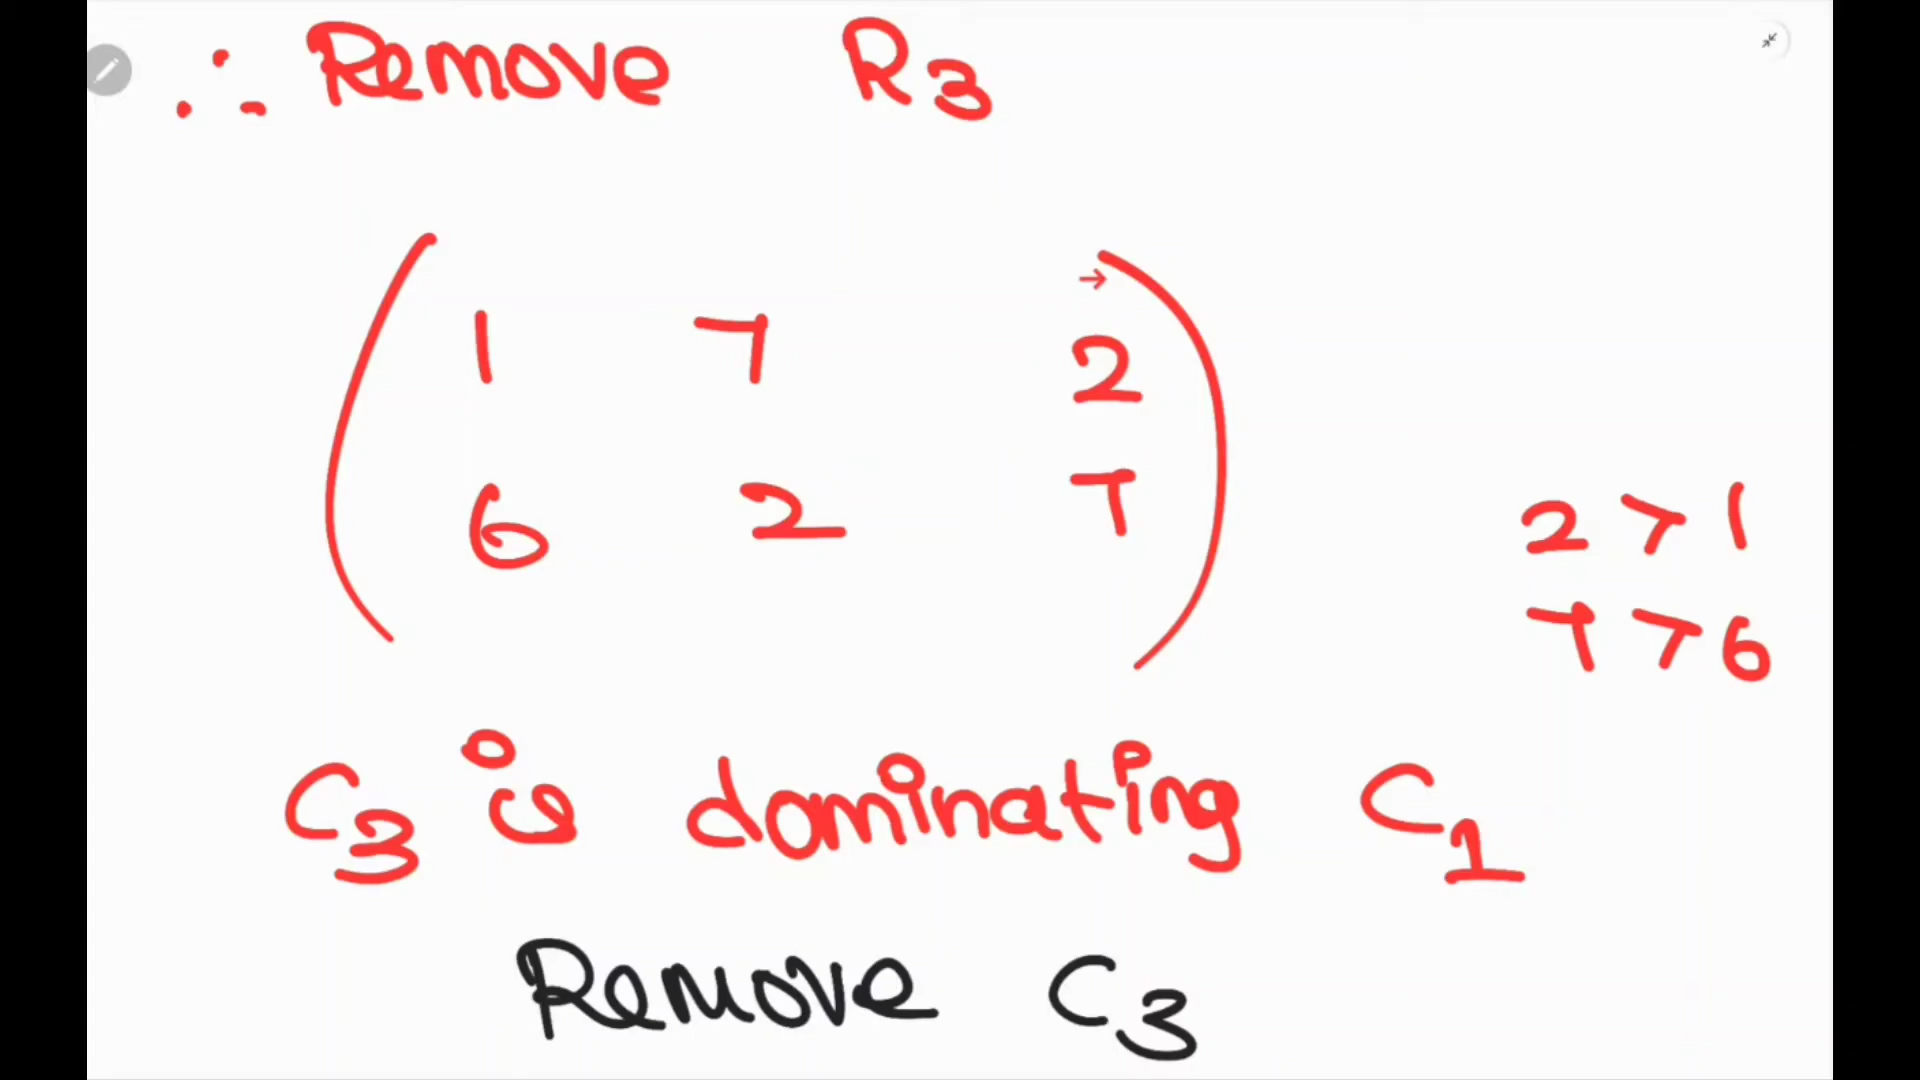 ∴ Remove R3
1 7 2
6 2 7
2 > 1
7 > 6
C3 is dominating C1
Remove C3